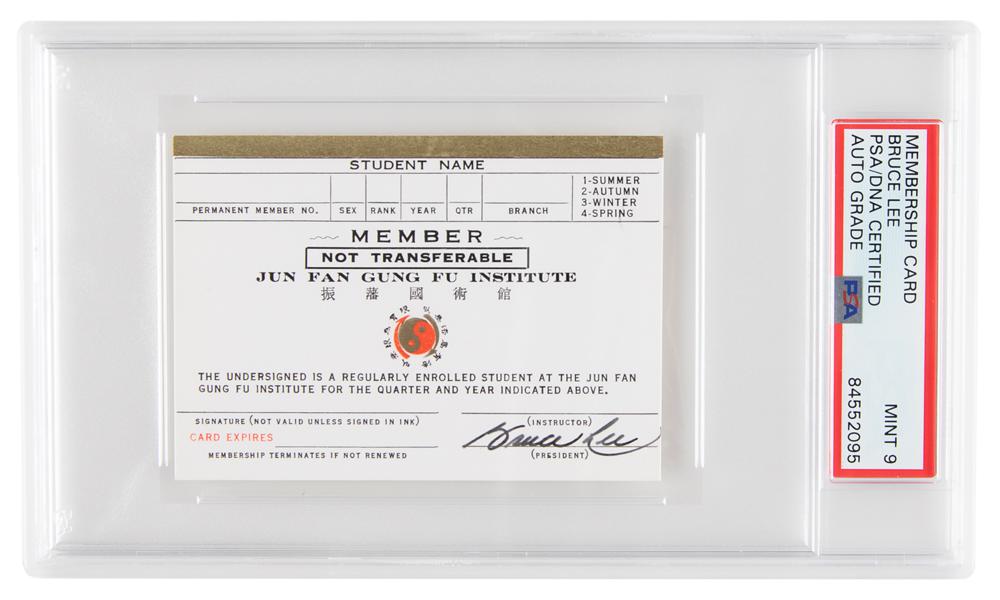 STUDENT NAME
PERMANENT MEMBER NO. SEX RANK YEAR QTR BRANCH
1-SUMMER
2-AUTUMN
3-WINTER
4-SPRING
MEMBER
NOT TRANSFERABLE
JUN FAN GUNG FU INSTITUTE
振藩國術館
THE UNDERSIGNED IS A REGULARLY ENROLLED STUDENT AT THE JUN FAN
GUNG FU INSTITUTE FOR THE QUARTER AND YEAR INDICATED ABOVE.
SIGNATURE (NOT VALID UNLESS SIGNED IN INK)
CARD EXPIRES
MEMBERSHIP TERMINATES IF NOT RENEWED
(INSTRUCTOR)
Bruce Lee
(PRESIDENT)
MEMBERSHIP CARD
BRUCE LEE
PSA/DNA CERTIFIED
AUTO GRADE
MINT 9
84552095
PSA